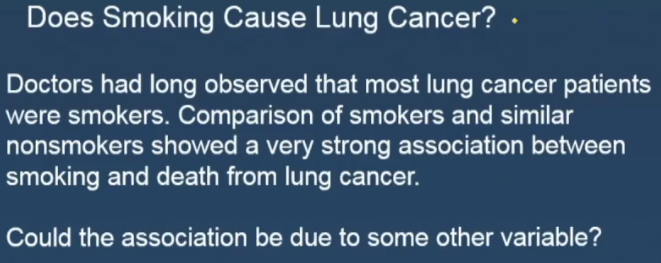 Does Smoking Cause Lung Cancer?
Doctors had long observed that most lung cancer patients
were smokers. Comparison of smokers and similar
nonsmokers showed a very strong association between
smoking and death from lung cancer.
Could the association be due to some other variable?